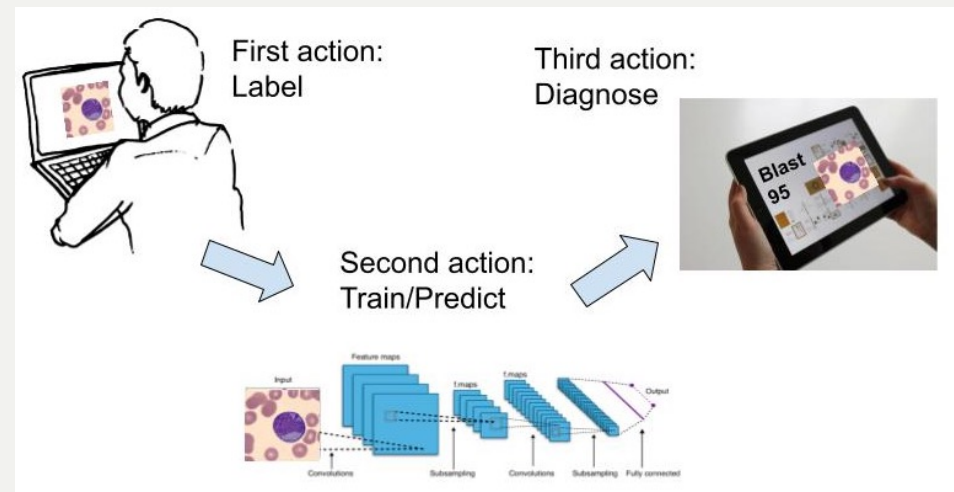 First action:
Label
Third action:
Diagnose
Blast
95
Second action:
Train/Predict
Feature maps
Input
f.maps
f.maps
Output
Convolutions
Subsampling
Convolutions
Subsampling
Fully connected